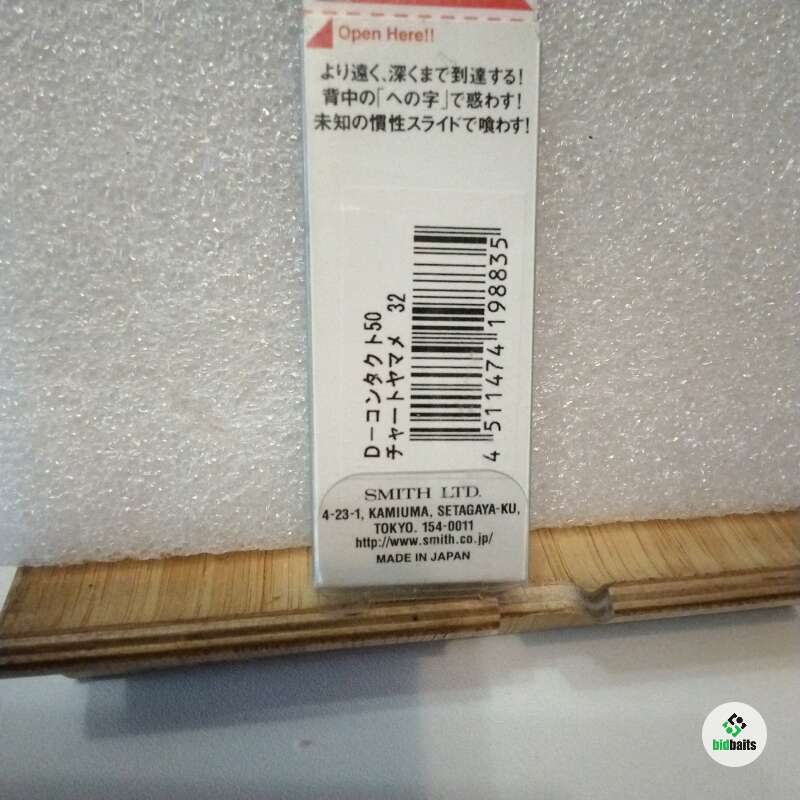 Open Here!!
より遠く、深くまで到達する!
背中の「への字」で惑わす!
未知の慣性スライドで喰わす!
D-コンタクト50
チャートヤマメ 32
4 511474 198835
SMITH LTD.
4-23-1, KAMIUMA, SETAGAYA-KU,
TOKYO. 154-0011
http://www.smith.co.jp/
MADE IN JAPAN
bidbaits